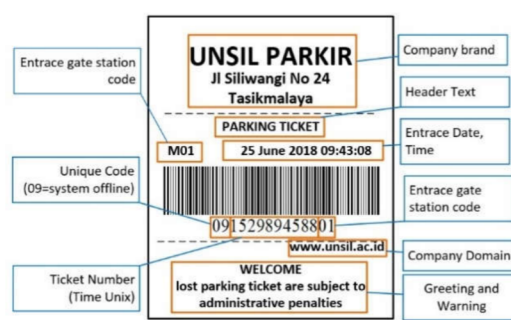 UNSIL PARKIR
Jl Siliwangi No 24
Tasikmalaya
PARKING TICKET
M01 25 June 2018 09:43:08
09152989458801
www.unsil.ac.id
WELCOME
lost parking ticket are subject to
administrative penalties
Entrace gate station
code
Unique Code
(09=system offline)
Ticket Number
(Time Unix)
Company brand
Header Text
Entrace Date,
Time
Entrace gate
station code
Company Domain
Greeting and
Warning